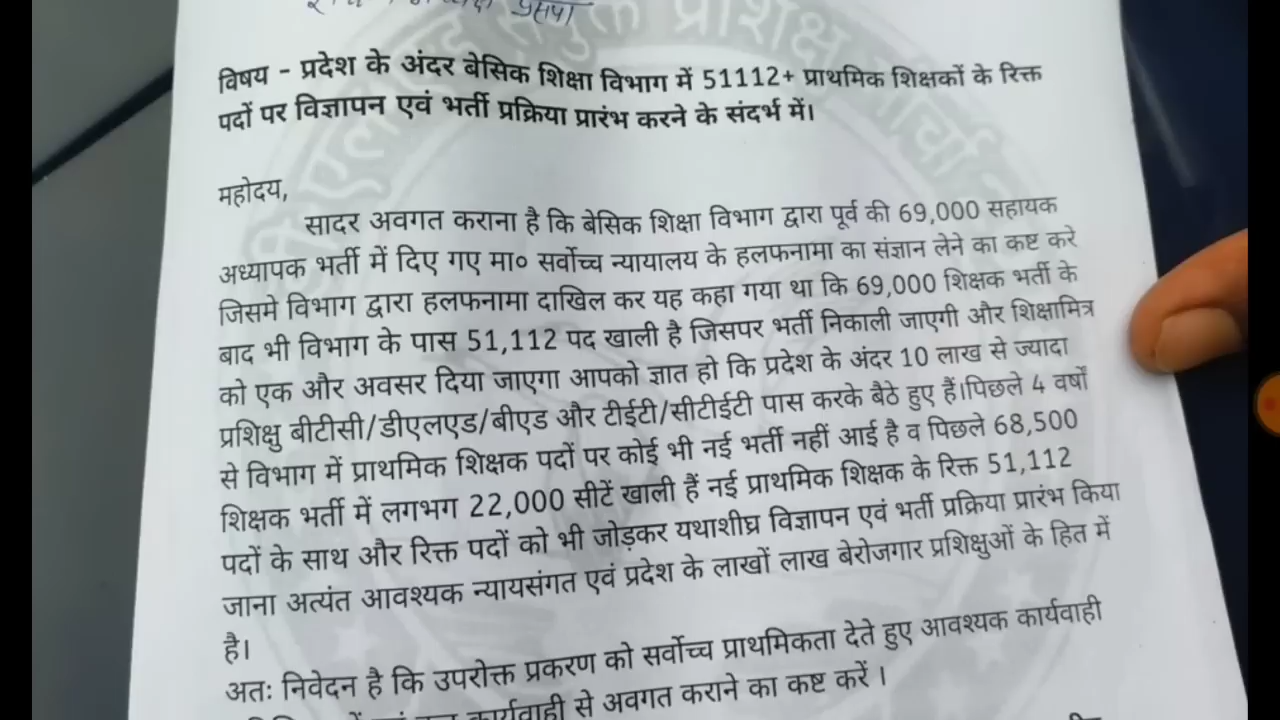 विषय - प्रदेश के अंदर बेसिक शिक्षा विभाग में 51112+ प्राथमिक शिक्षकों के रिक्त
पदों पर विज्ञापन एवं भर्ती प्रक्रिया प्रारंभ करने के संदर्भ में।
महोदय,
सादर अवगत कराना है कि बेसिक शिक्षा विभाग द्वारा पूर्व की 69,000 सहायक
अध्यापक भर्ती में दिए गए मा० सर्वोच्च न्यायालय के हलफनामा का संज्ञान लेने का कष्ट करे
जिसमे विभाग द्वारा हलफनामा दाखिल कर यह कहा गया था कि 69,000 शिक्षक भर्ती के
बाद भी विभाग के पास 51,112 पद खाली है जिसपर भर्ती निकाली जाएगी और शिक्षामित्र
को एक और अवसर दिया जाएगा आपको ज्ञात हो कि प्रदेश के अंदर 10 लाख से ज्यादा
प्रशिक्षु बीटीसी/डीएलएड/बीएड और टीईटी/सीटीईटी पास करके बैठे हुए हैं।पिछले 4 वर्षों
से विभाग में प्राथमिक शिक्षक पदों पर कोई भी नई भर्ती नहीं आई है व पिछले 68,500
शिक्षक भर्ती में लगभग 22,000 सीटें खाली हैं नई प्राथमिक शिक्षक के रिक्त 51,112
पदों के साथ और रिक्त पदों को भी जोड़कर यथाशीघ्र विज्ञापन एवं भर्ती प्रक्रिया प्रारंभ किया
जाना अत्यंत आवश्यक न्यायसंगत एवं प्रदेश के लाखों लाख बेरोजगार प्रशिक्षुओं के हित में
है।
अतः निवेदन है कि उपरोक्त प्रकरण को सर्वोच्च प्राथमिकता देते हुए आवश्यक कार्यवाही
कार्यवाही से अवगत कराने का कष्ट करें ।